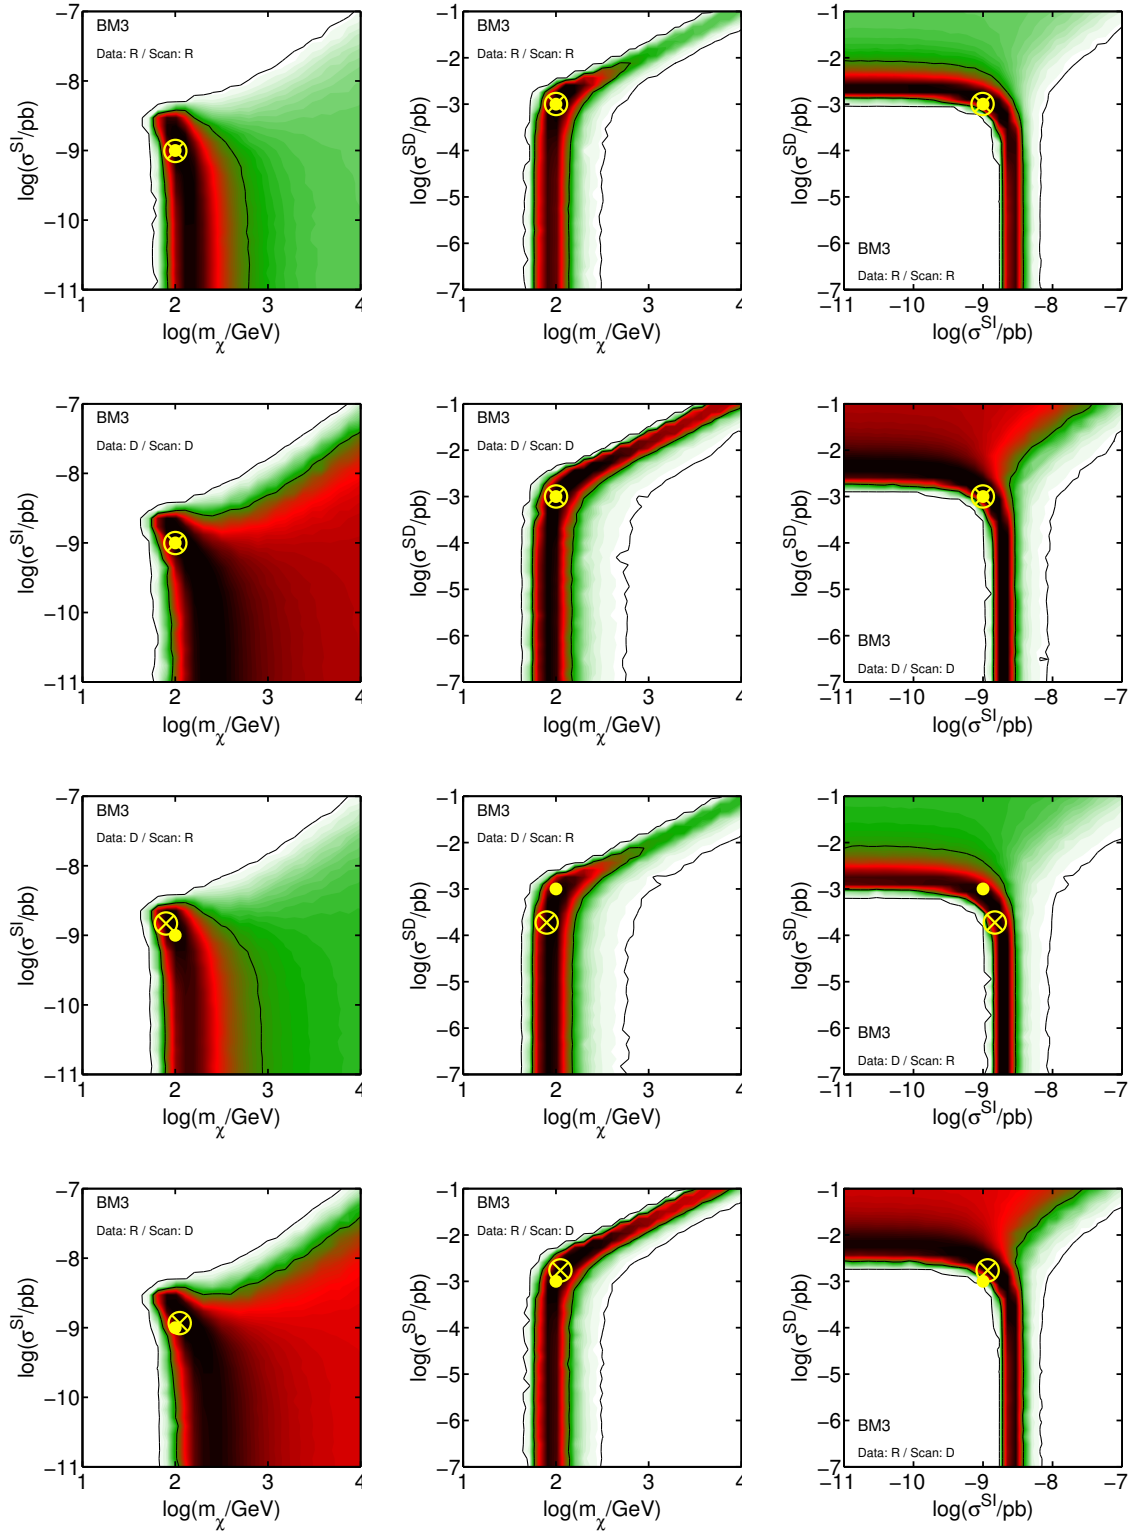 BM3
Data: R / Scan: R
−7
−8
−9
−10
−11
log(σ^SI/pb)
1 2 3 4
log(m_χ/GeV)
BM3
Data: R / Scan: R
−1
−2
−3
−4
−5
−6
−7
log(σ^SD/pb)
1 2 3 4
log(m_χ/GeV)
−1
−2
−3
−4
−5
−6
−7
log(σ^SD/pb)
BM3
Data: R / Scan: R
−11 −10 −9 −8 −7
log(σ^SI/pb)
BM3
Data: D / Scan: D
−7
−8
−9
−10
−11
log(σ^SI/pb)
1 2 3 4
log(m_χ/GeV)
BM3
Data: D / Scan: D
−1
−2
−3
−4
−5
−6
−7
log(σ^SD/pb)
1 2 3 4
log(m_χ/GeV)
−1
−2
−3
−4
−5
−6
−7
log(σ^SD/pb)
BM3
Data: D / Scan: D
−11 −10 −9 −8 −7
log(σ^SI/pb)
BM3
Data: D / Scan: R
−7
−8
−9
−10
−11
log(σ^SI/pb)
1 2 3 4
log(m_χ/GeV)
BM3
Data: D / Scan: R
−1
−2
−3
−4
−5
−6
−7
log(σ^SD/pb)
1 2 3 4
log(m_χ/GeV)
−1
−2
−3
−4
−5
−6
−7
log(σ^SD/pb)
BM3
Data: D / Scan: R
−11 −10 −9 −8 −7
log(σ^SI/pb)
BM3
Data: R / Scan: D
−7
−8
−9
−10
−11
log(σ^SI/pb)
1 2 3 4
log(m_χ/GeV)
BM3
Data: R / Scan: D
−1
−2
−3
−4
−5
−6
−7
log(σ^SD/pb)
1 2 3 4
log(m_χ/GeV)
−1
−2
−3
−4
−5
−6
−7
log(σ^SD/pb)
BM3
Data: R / Scan: D
−11 −10 −9 −8 −7
log(σ^SI/pb)